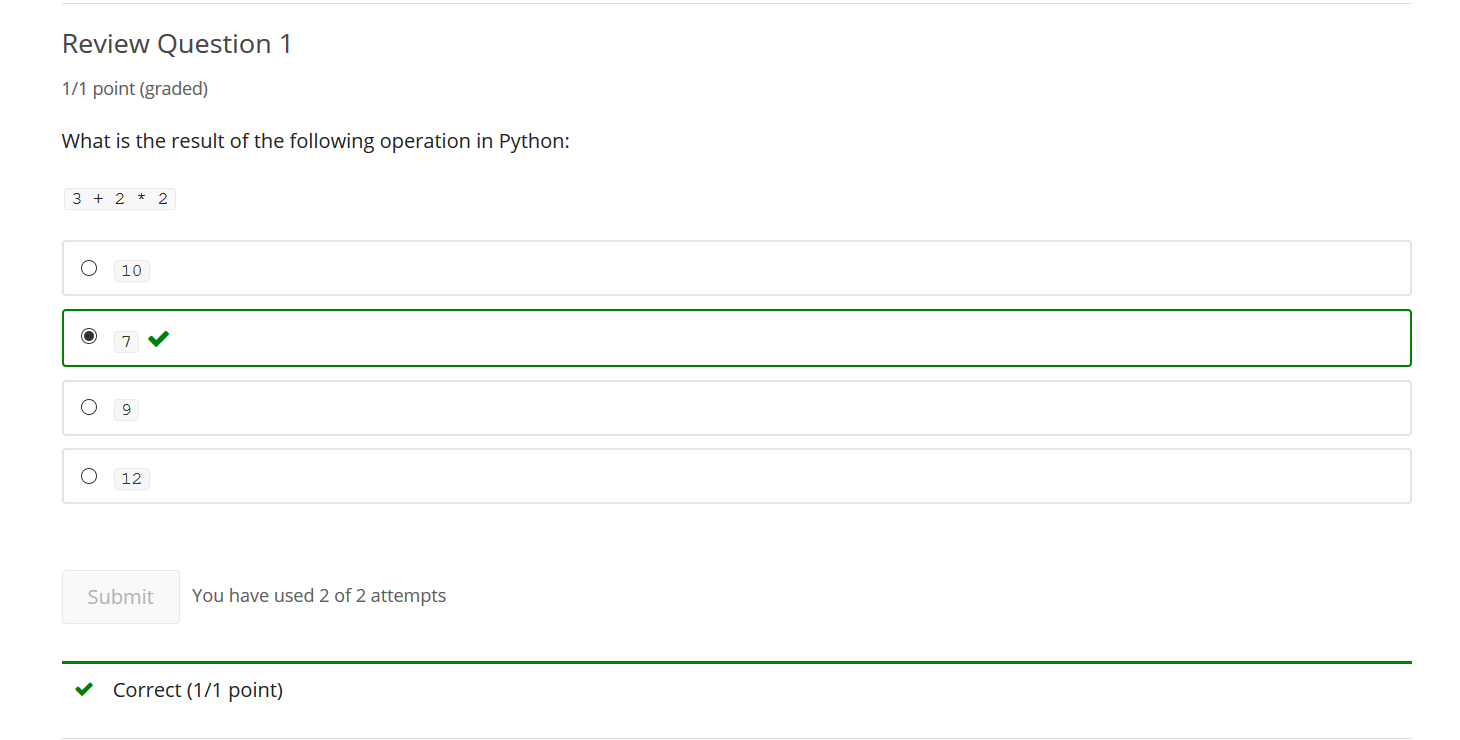 Review Question 1
1/1 point (graded)
What is the result of the following operation in Python:
3 + 2 * 2
10
7
9
12
Submit You have used 2 of 2 attempts
Correct (1/1 point)